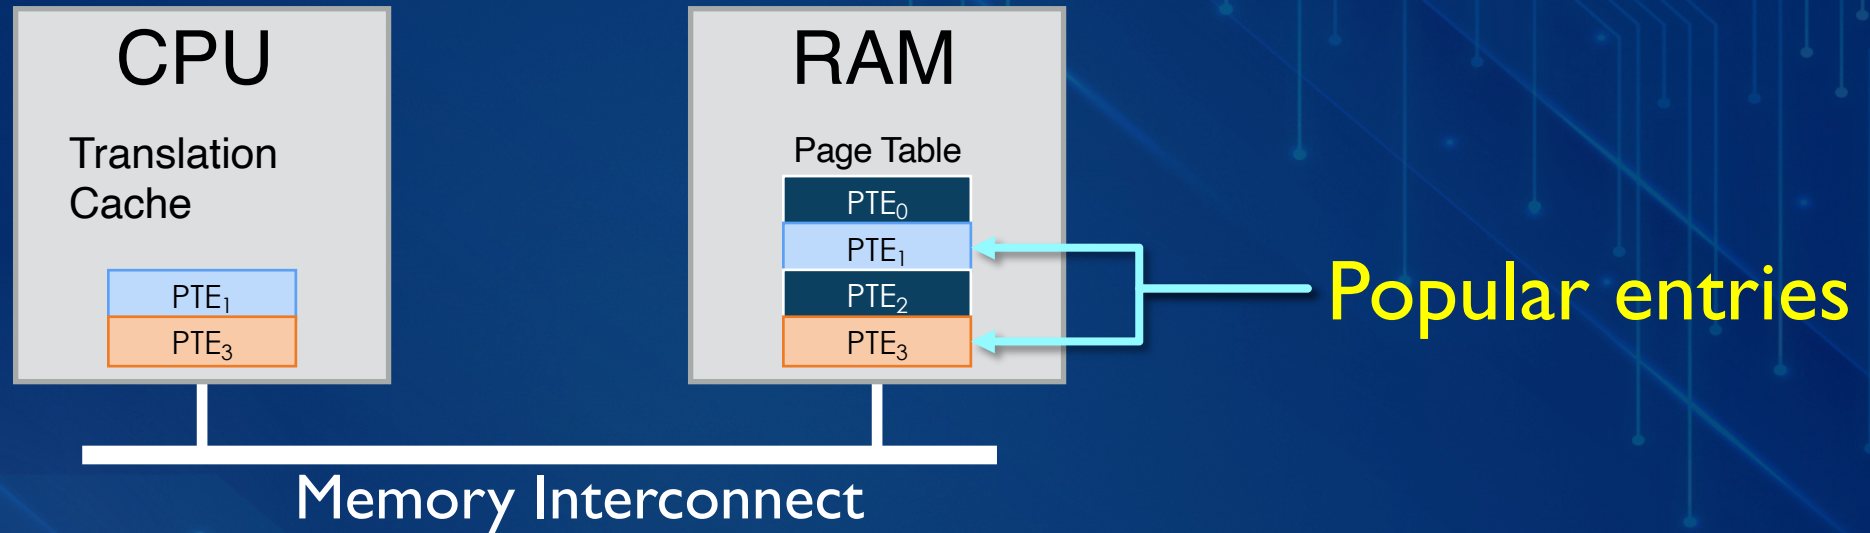 CPU
Translation
Cache
PTE₁
PTE₃
RAM
Page Table
PTE₀
PTE₁
PTE₂
PTE₃
Popular entries
Memory Interconnect